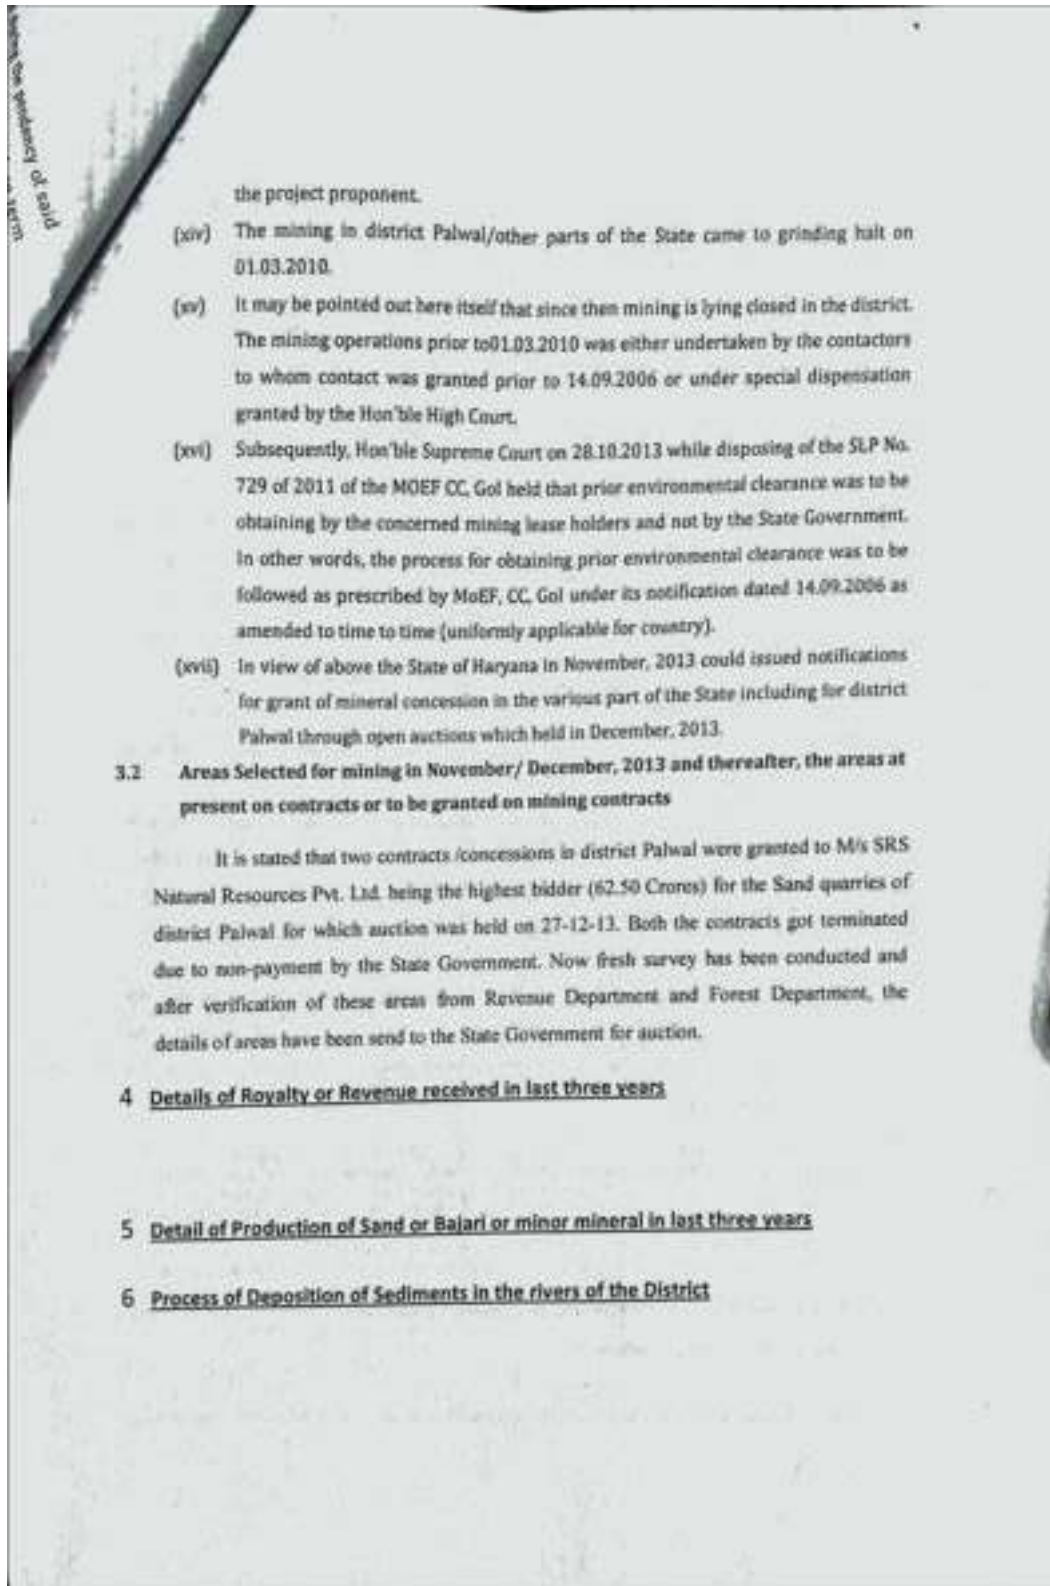 the pendency of said
term
the project proponent.
(xiv) The mining in district Palwal/other parts of the State came to grinding halt on
01.03.2010.
(xv) It may be pointed out here itself that since then mining is lying closed in the district.
The mining operations prior to01.03.2010 was either undertaken by the contactors
to whom contact was granted prior to 14.09.2006 or under special dispensation
granted by the Hon'ble High Court.
(xvi) Subsequently, Hon'ble Supreme Court on 28.10.2013 while disposing of the SLP No.
729 of 2011 of the MOEF CC, GoI held that prior environmental clearance was to be
obtaining by the concerned mining lease holders and not by the State Government.
In other words, the process for obtaining prior environmental clearance was to be
followed as prescribed by MoEF, CC, GoI under its notification dated 14.09.2006 as
amended to time to time (uniformly applicable for country).
(xvii) In view of above the State of Haryana in November, 2013 could issued notifications
for grant of mineral concession in the various part of the State including for district
Palwal through open auctions which held in December, 2013.
3.2 Areas Selected for mining in November/ December, 2013 and thereafter, the areas at
present on contracts or to be granted on mining contracts
It is stated that two contracts /concessions in district Palwal were granted to M/s SRS
Natural Resources Pvt. Ltd. being the highest bidder (62.50 Crores) for the Sand quarries of
district Palwal for which auction was held on 27-12-13. Both the contracts got terminated
due to non-payment by the State Government. Now fresh survey has been conducted and
after verification of these areas from Revenue Department and Forest Department, the
details of areas have been send to the State Government for auction.
4 Details of Royalty or Revenue received in last three years
5 Detail of Production of Sand or Bajari or minor mineral in last three years
6 Process of Deposition of Sediments in the rivers of the District